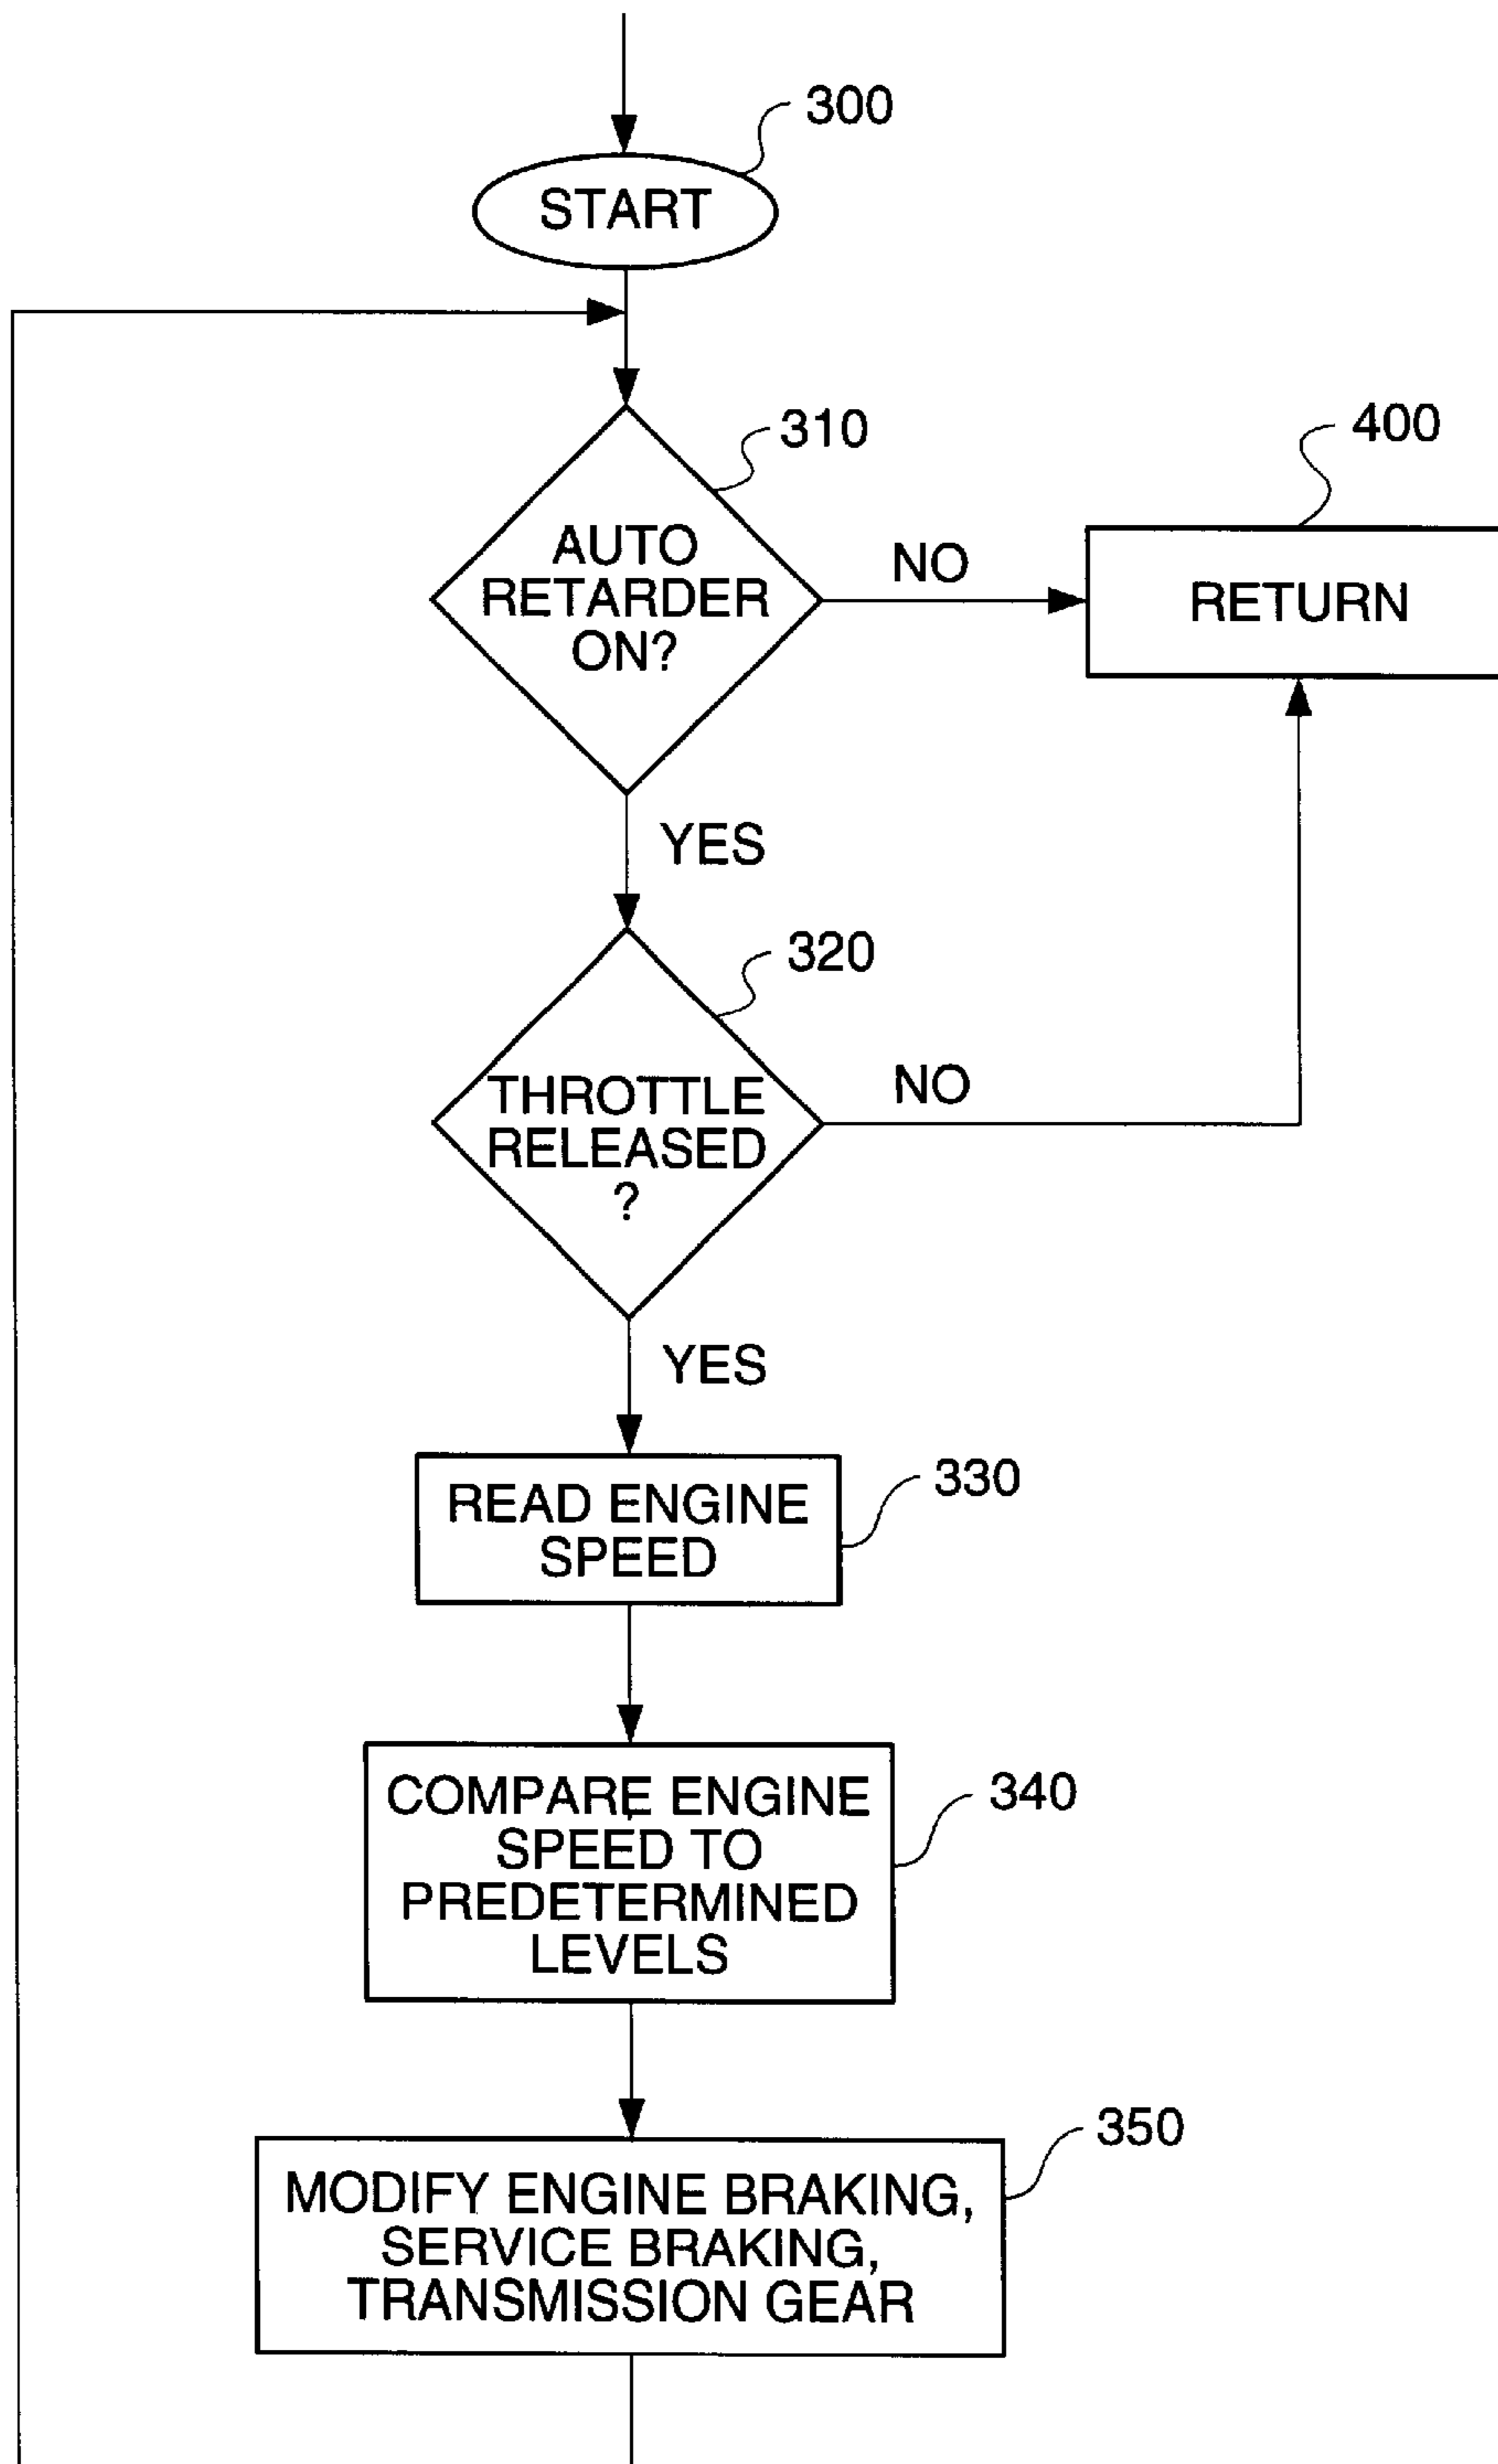 300
START
310
400
AUTO
RETARDER
ON?
NO
RETURN
YES
320
THROTTLE
RELEASED
?
NO
YES
330
READ ENGINE
SPEED
340
COMPARE ENGINE
SPEED TO
PREDETERMINED
LEVELS
350
MODIFY ENGINE BRAKING,
SERVICE BRAKING,
TRANSMISSION GEAR